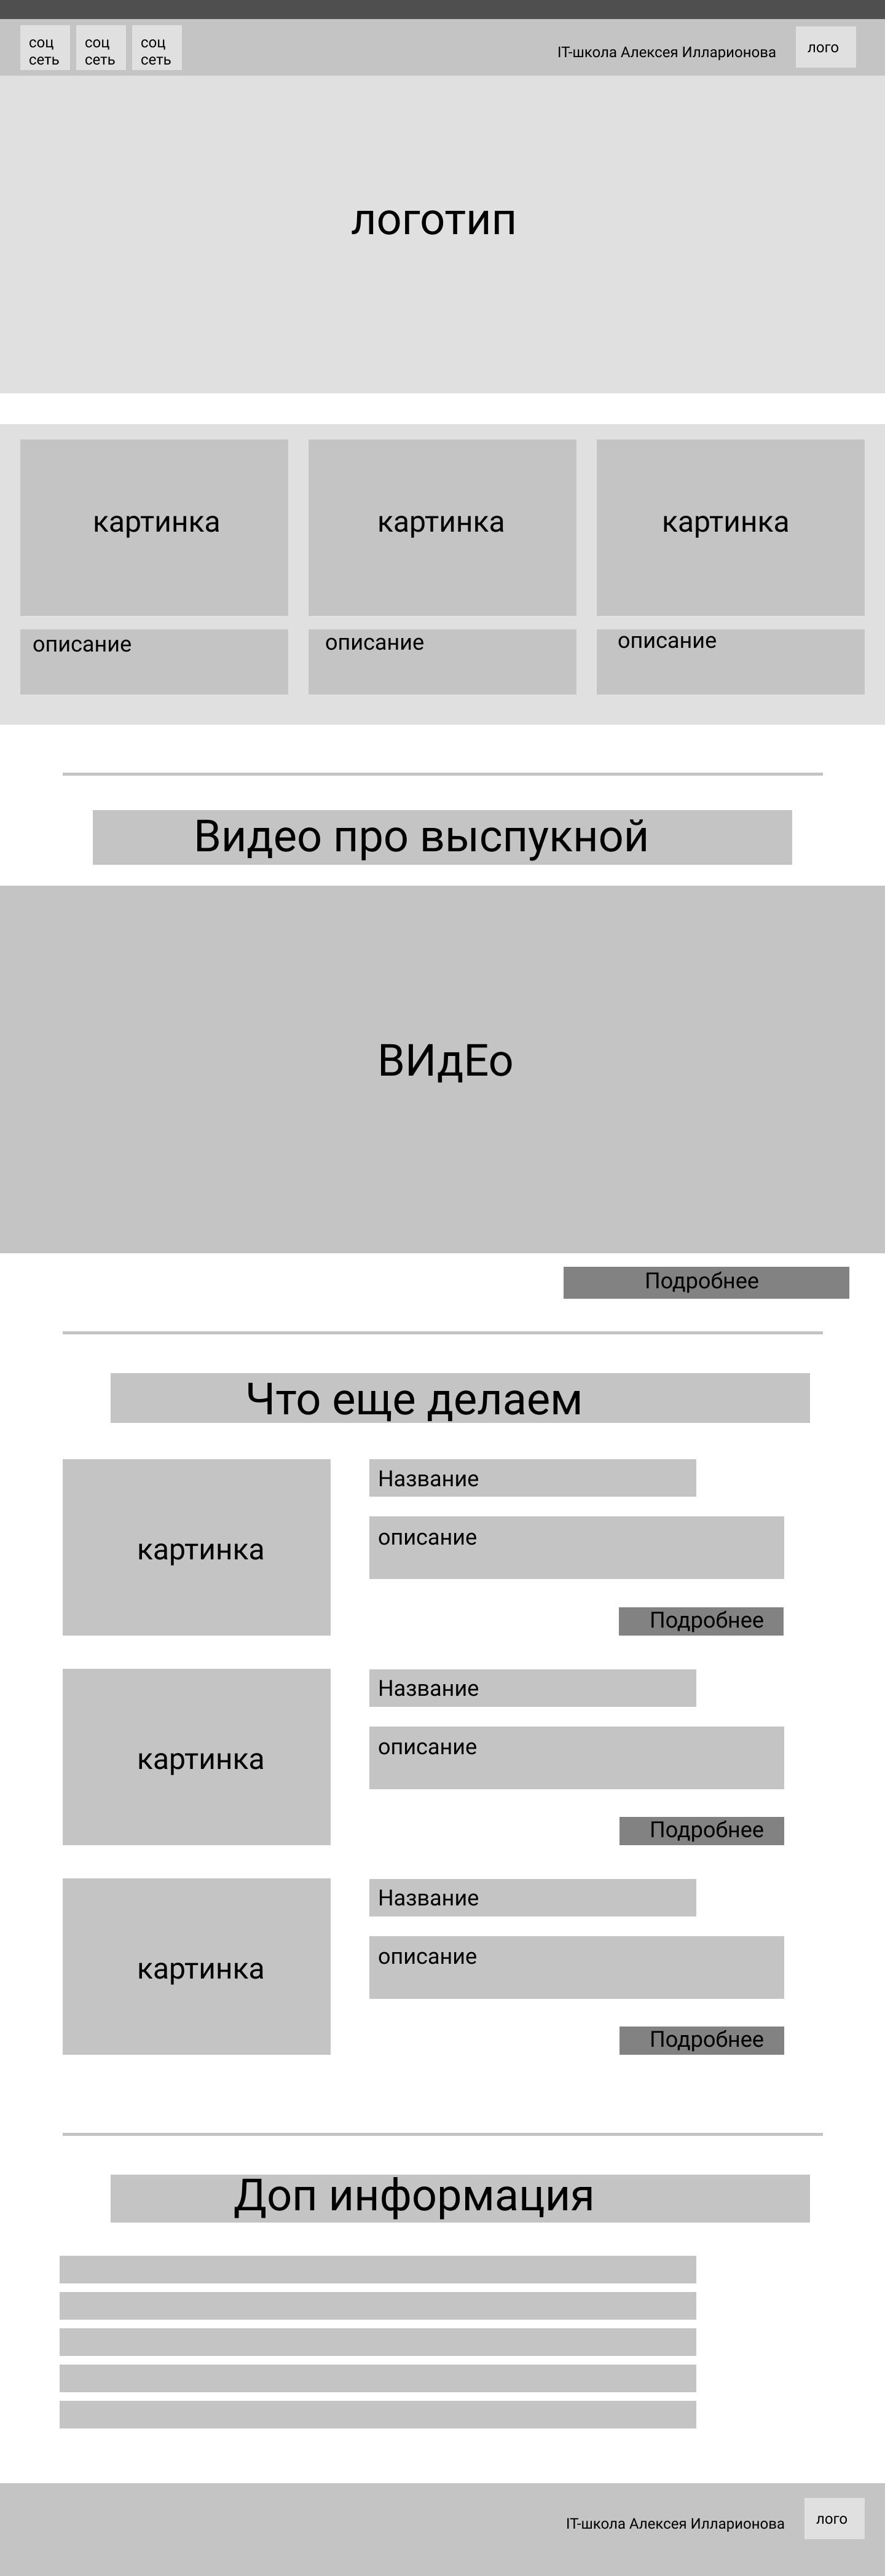 соц
сеть
соц
сеть
соц
сеть
IT-школа Алексея Илларионова
лого
логотип
картинка
картинка
картинка
описание
описание
описание
Видео про выспукной
ВИдЕо
Подробнее
Что еще делаем
картинка
Название
описание
Подробнее
картинка
Название
описание
Подробнее
картинка
Название
описание
Подробнее
Доп информация
IT-школа Алексея Илларионова
лого